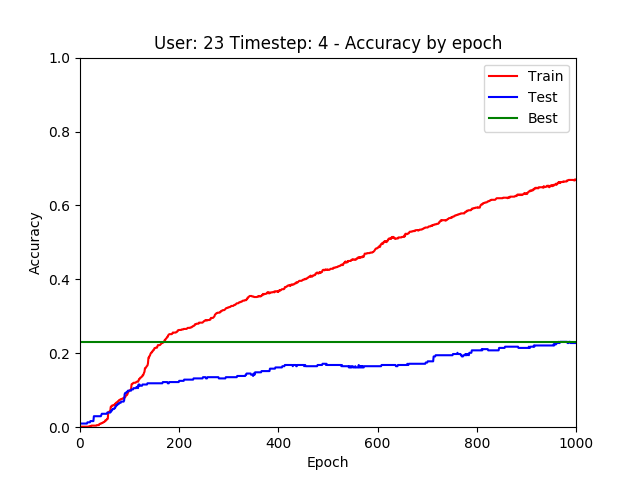 User: 23 Timestep: 4 - Accuracy by epoch
1.0
0.8
0.6
0.4
0.2
0.0
Accuracy
Train
Test
Best
0 200 400 600 800 1000
Epoch